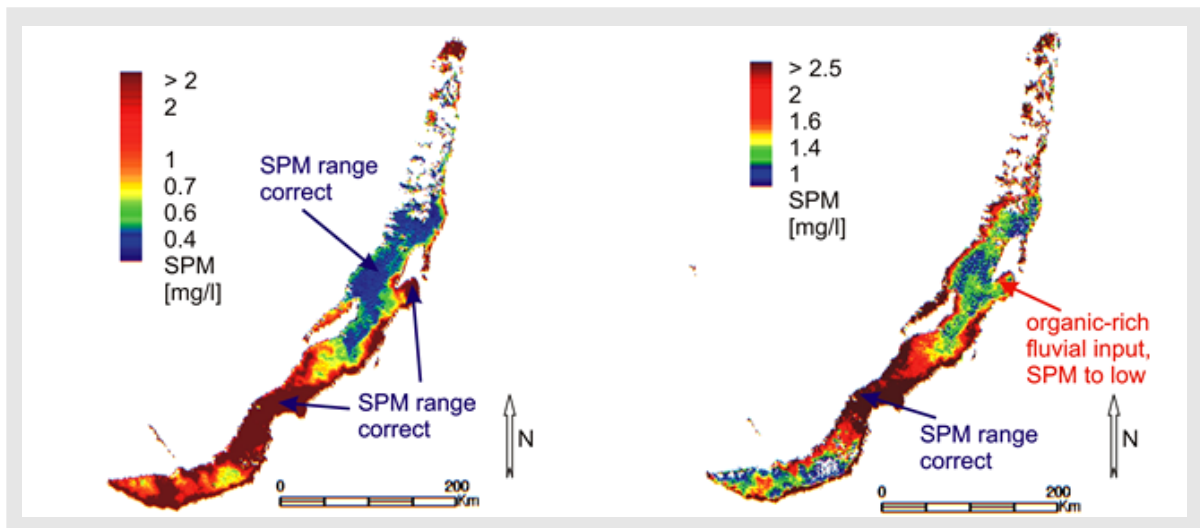 > 2
2
1
0.7
0.6
0.4
SPM
[mg/l]
SPM range
correct
SPM range
correct
N
0
200
Km
> 2.5
2
1.6
1.4
1
SPM
[mg/l]
organic-rich
fluvial input,
SPM to low
SPM range
correct
N
0
200
Km